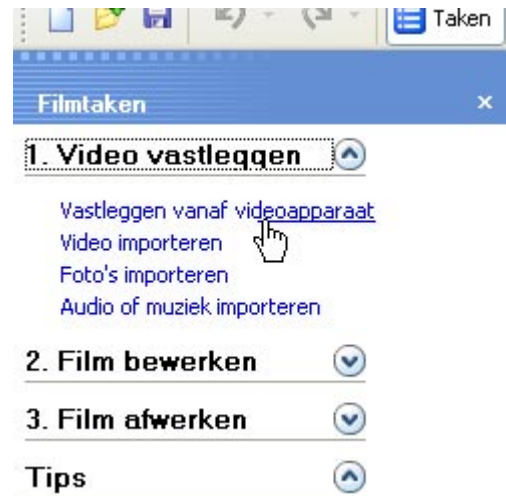 Taken
Filmtaken
1. Video vastleggen
Vastleggen vanaf videoapparaat
Video importeren
Foto's importeren
Audio of muziek importeren
2. Film bewerken
3. Film afwerken
Tips